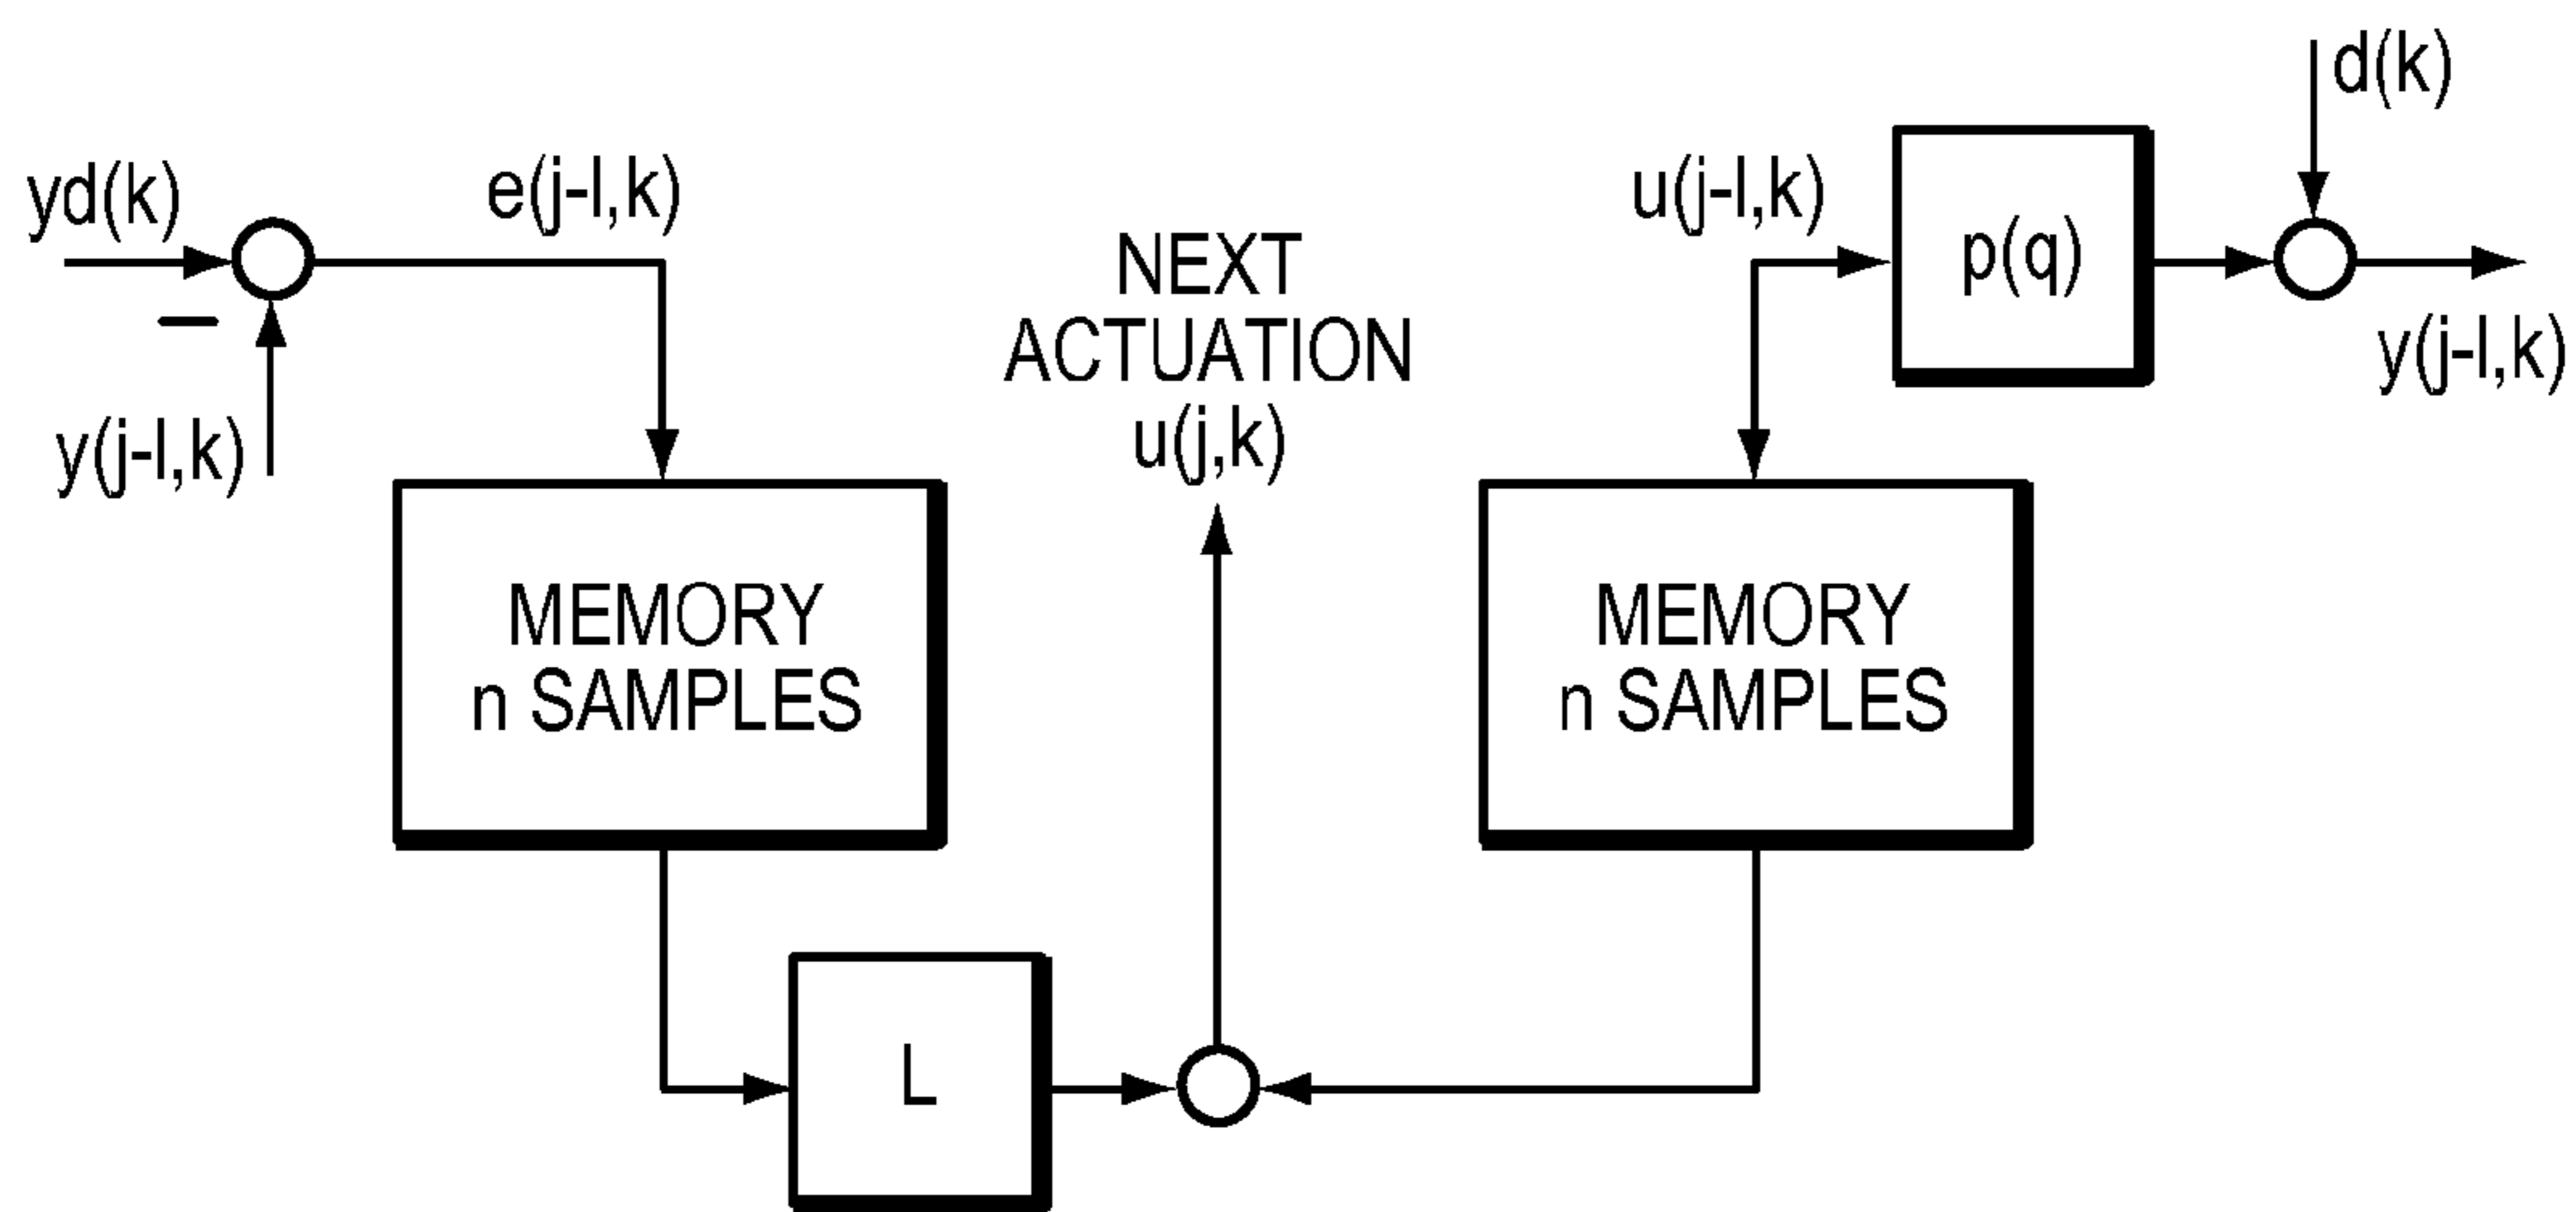 yd(k)
e(j-l,k)
y(j-l,k)
NEXT
ACTUATION
u(j,k)
u(j-l,k)
p(q)
d(k)
y(j-l,k)
MEMORY
n SAMPLES
MEMORY
n SAMPLES
L